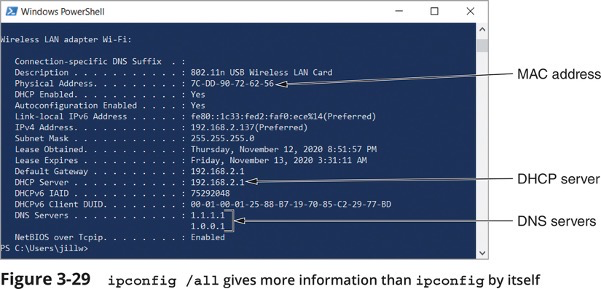 Windows PowerShell
Wireless LAN adapter Wi-Fi:
Connection-specific DNS Suffix . :
Description . . . . . . . . . . . : 802.11n USB Wireless LAN Card
Physical Address. . . . . . . . . : 7C-DD-90-72-62-56
MAC address
DHCP Enabled. . . . . . . . . . . : Yes
Autoconfiguration Enabled . . . . : Yes
Link-local IPv6 Address . . . . . : fe80::1c33:fed2:faf0:ece%14(Preferred)
IPv4 Address. . . . . . . . . . . : 192.168.2.137(Preferred)
Subnet Mask . . . . . . . . . . . : 255.255.255.0
Lease Obtained. . . . . . . . . . : Thursday, November 12, 2020 8:51:57 PM
Lease Expires . . . . . . . . . . : Friday, November 13, 2020 3:31:11 AM
Default Gateway . . . . . . . . . : 192.168.2.1
DHCP Server . . . . . . . . . . . : 192.168.2.1
DHCP server
DHCPv6 IAID . . . . . . . . . . . : 75292048
DHCPv6 Client DUID. . . . . . . . : 00-01-00-01-25-88-B7-19-70-85-C2-29-77-BD
DNS Servers . . . . . . . . . . . : 1.1.1.1
1.0.0.1
DNS servers
NetBIOS over Tcpip. . . . . . . . : Enabled
PS C:\Users\jillw>
Figure 3-29 ipconfig /all gives more information than ipconfig by itself